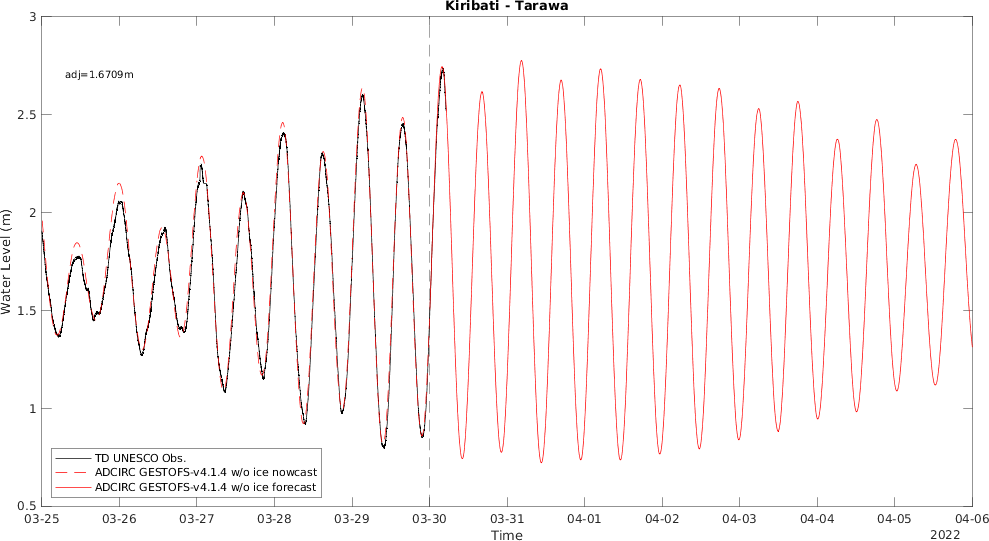 Kiribati - Tarawa
3
adj=1.6709m
2.5
2
Water Level (m)
1.5
1
TD UNESCO Obs.
ADCIRC GESTOFS-v4.1.4 w/o ice nowcast
ADCIRC GESTOFS-v4.1.4 w/o ice forecast
0.5
03-25 03-26 03-27 03-28 03-29 03-30 03-31 04-01 04-02 04-03 04-04 04-05 04-06
Time
2022